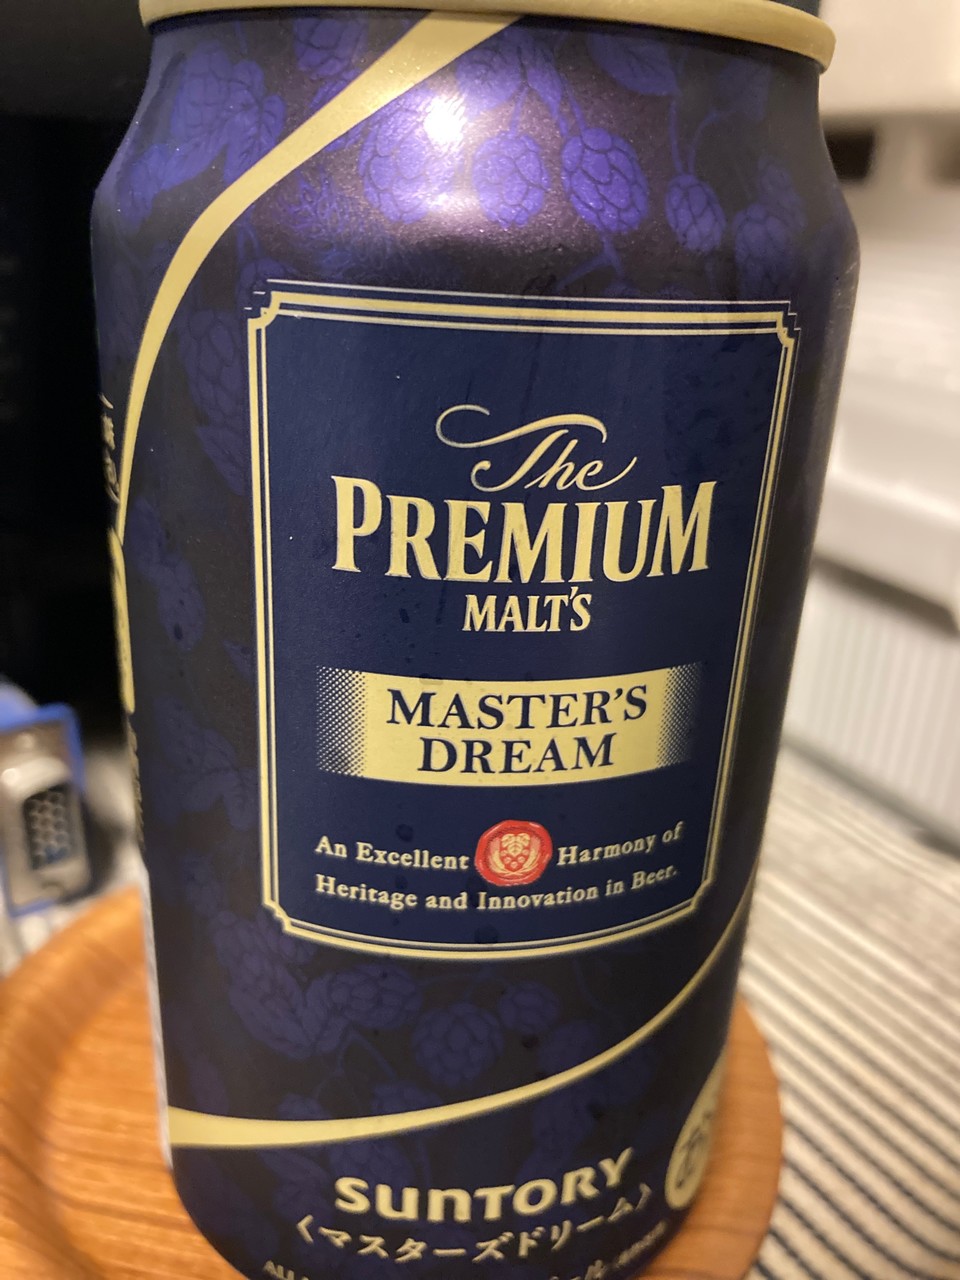 The
PREMIUM
MALT'S
MASTER'S
DREAM
An Excellent Harmony of
Heritage and Innovation in Beer.
SUNTORY
〈マスターズドリーム〉